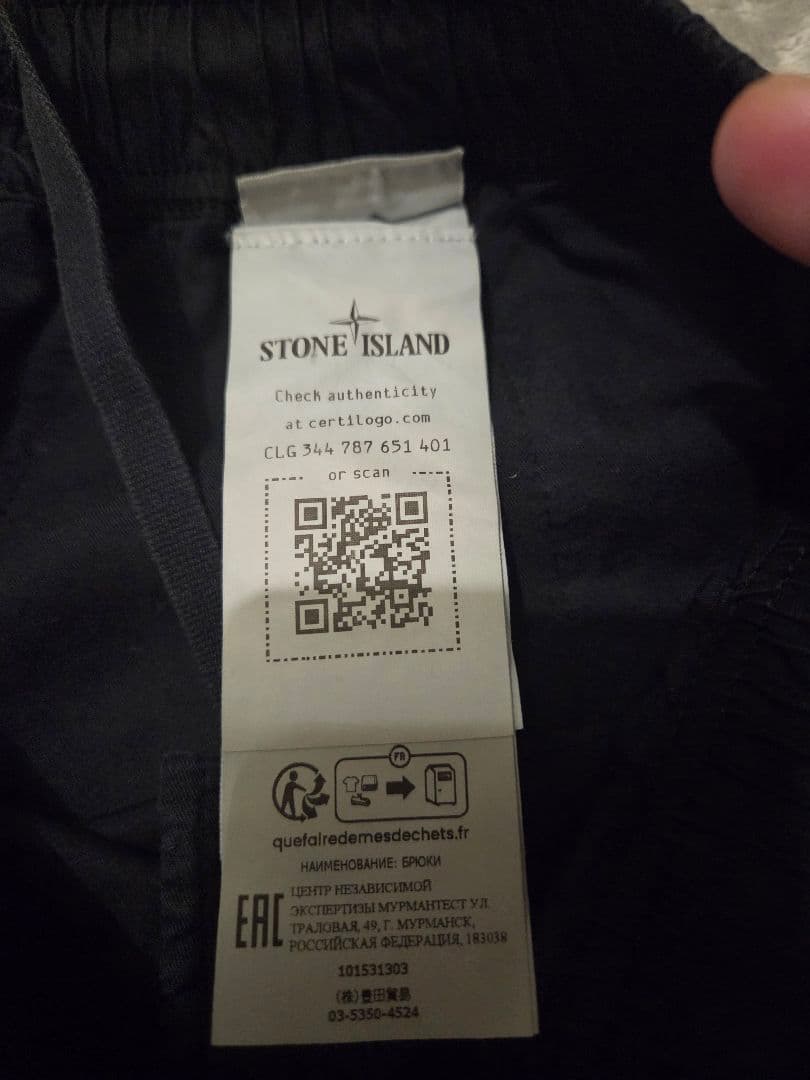 STONE ISLAND
Check authenticity
at certilogo.com
CLG 344 787 651 401
or scan
FR
quefairedemesdechets.fr
НАИМЕНОВАНИЕ: БРЮКИ
EAC
ЦЕНТР НЕЗАВИСИМОЙ
ЭКСПЕРТИЗЫ МУРМАНТЕСТ УЛ.
ТРАЛОВАЯ, 49, Г. МУРМАНСК,
РОССИЙСКАЯ ФЕДЕРАЦИЯ, 183038
101531303
(株)豊田貿易
03-5350-4524